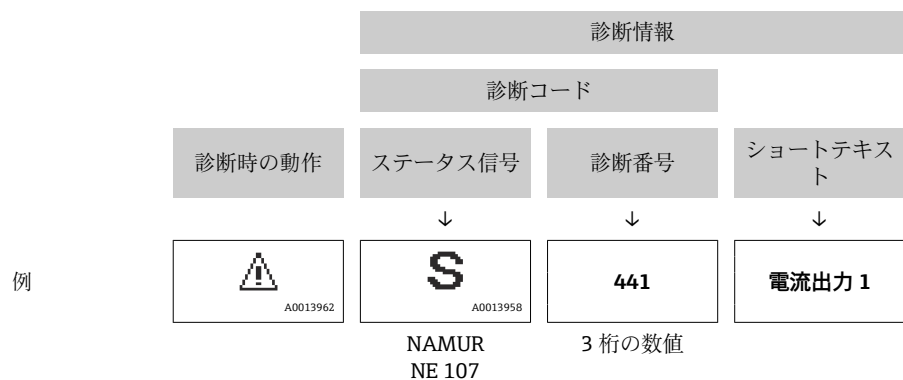 診断情報
診断コード
診断時の動作 ステータス信号 診断番号 ショートテキス
ト
↓ ↓ ↓
例 S 441 電流出力 1
A0013962 A0013958
NAMUR 3 桁の数値
NE 107